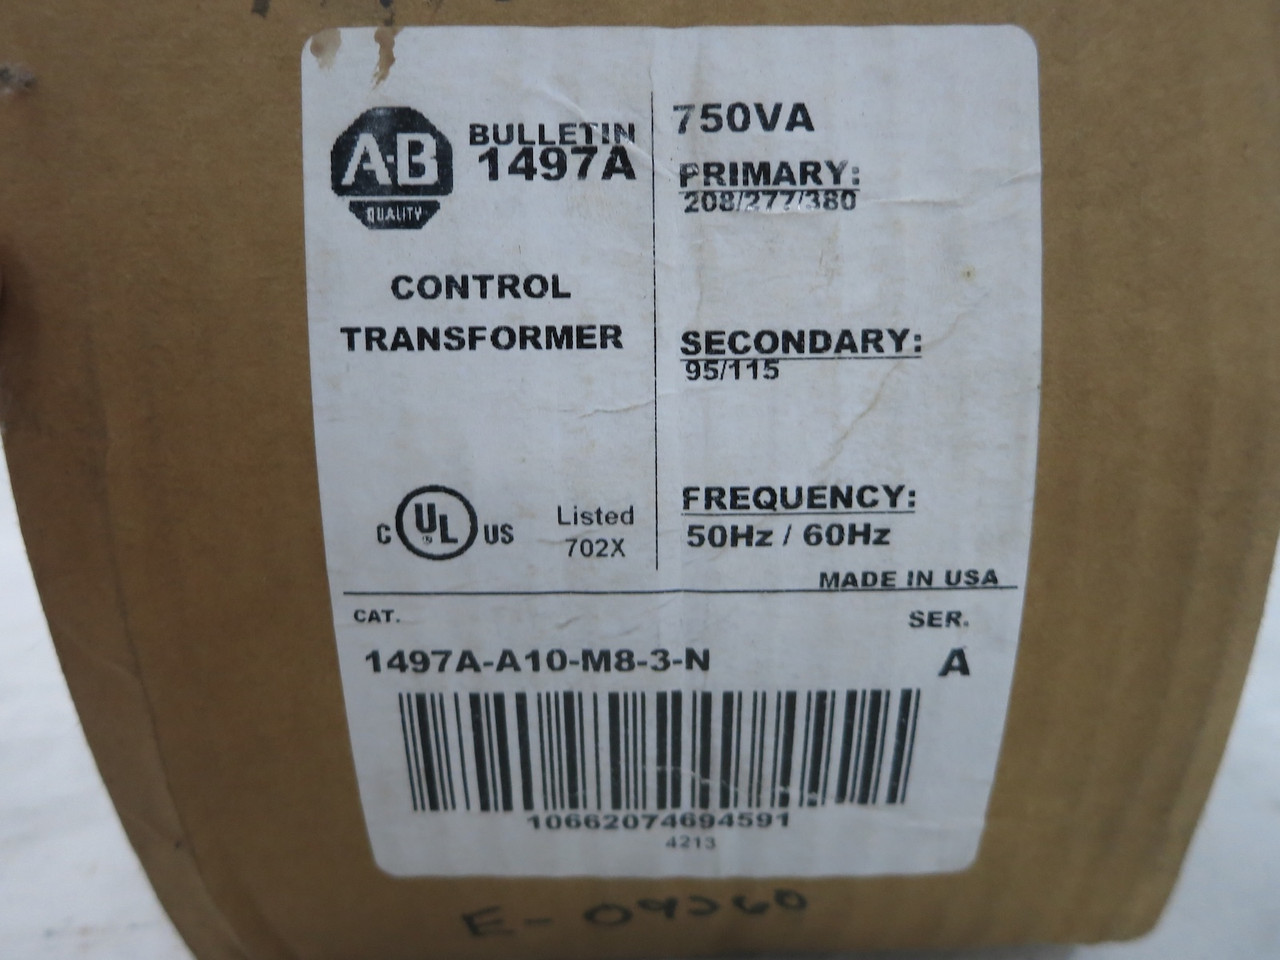 A-B
QUALITY
BULLETIN
1497A
CONTROL
TRANSFORMER
C UL ® US
Listed
702X
750VA
PRIMARY:
208/277/380
SECONDARY:
95/115
FREQUENCY:
50Hz / 60Hz
MADE IN USA
CAT.
SER.
1497A-A10-M8-3-N
A
10662074694591
4213